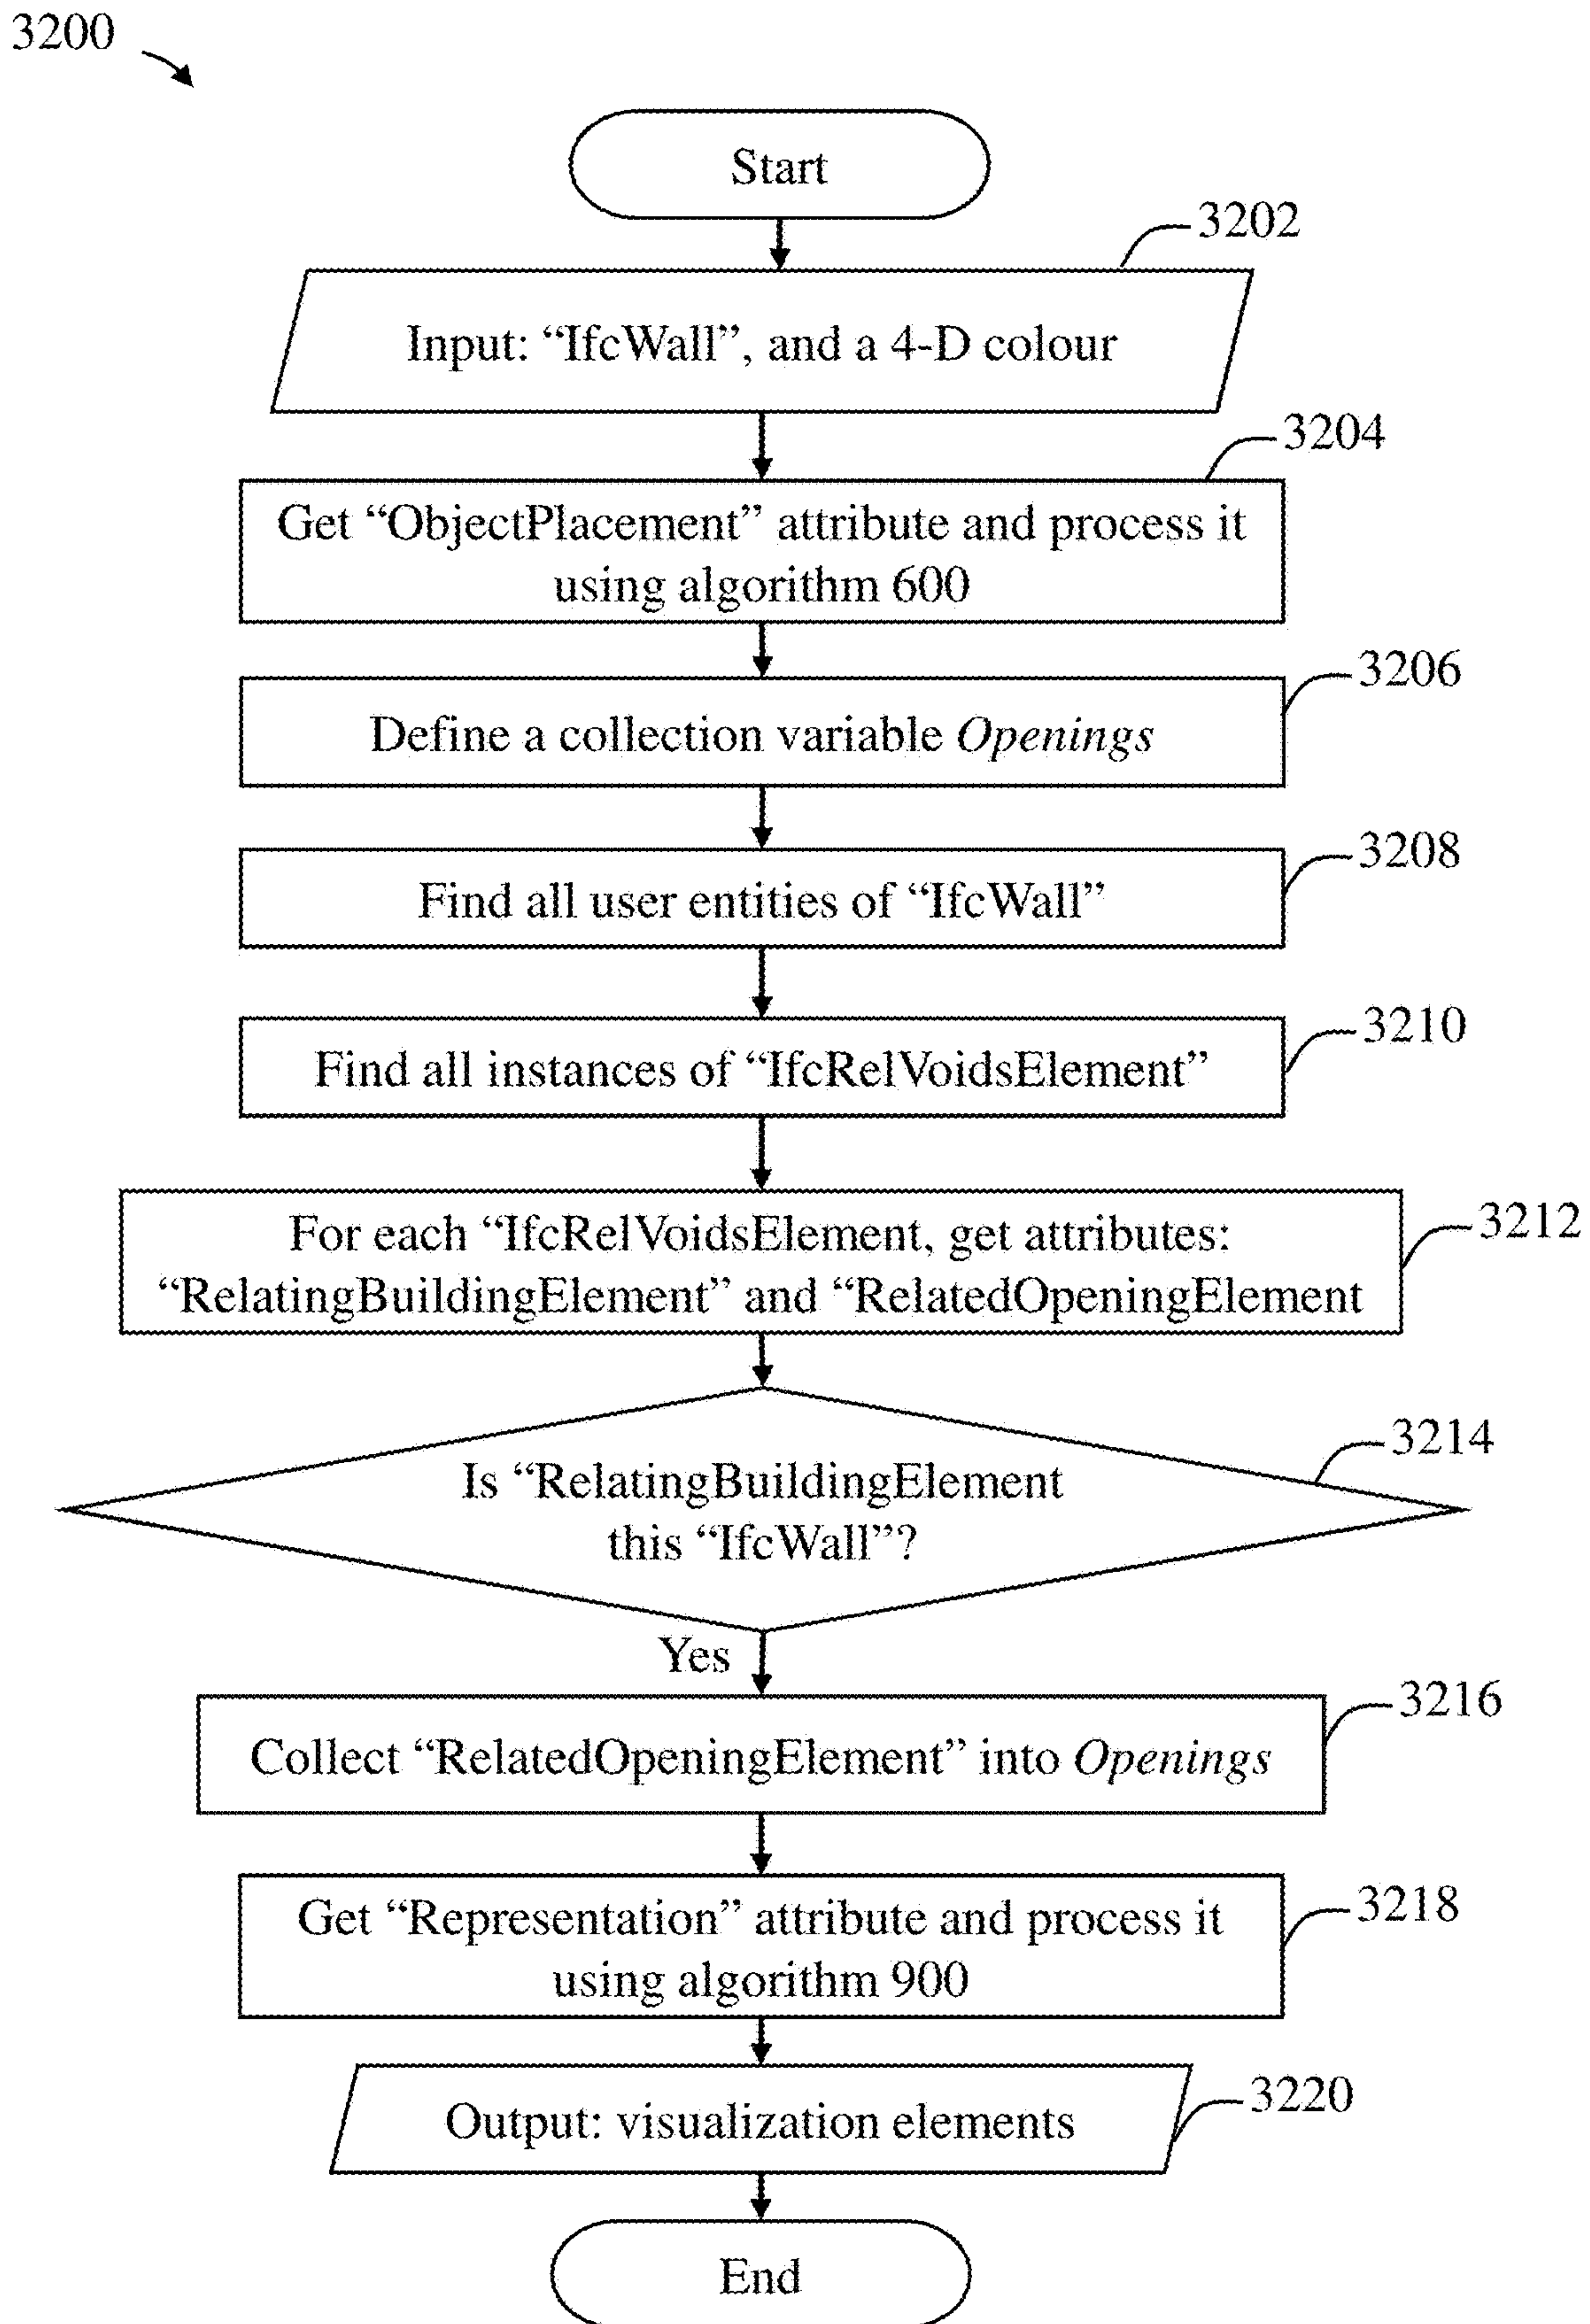 3200
Start
3202
Input: “IfcWall”, and a 4-D colour
3204
Get “ObjectPlacement” attribute and process it
using algorithm 600
3206
Define a collection variable Openings
3208
Find all user entities of “IfcWall”
3210
Find all instances of “IfcRelVoidsElement”
3212
For each “IfcRelVoidsElement, get attributes:
“RelatingBuildingElement” and “RelatedOpeningElement
3214
Is “RelatingBuildingElement
this “IfcWall”?
Yes
3216
Collect “RelatedOpeningElement” into Openings
3218
Get “Representation” attribute and process it
using algorithm 900
3220
Output: visualization elements
End